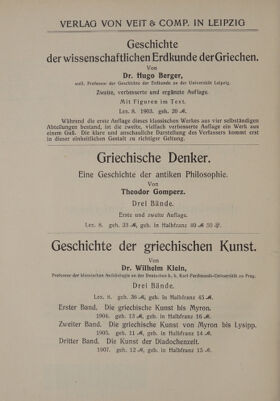 VERLAG VON VEIT & COMP. IN LEIPZIG
Geschichte
der wissenschaftlichen Erdkunde der Griechen.
Von
Dr. Hugo Berger,
weil. Professor der Geschichte der Erdkunde an der Universität Leipzig.
Zweite, verbesserte und ergänzte Auflage.
Mit Figuren im Text.
Lex. 8. 1903. geh. 20 ℳ.
Während die erste Auflage dieses klassischen Werkes aus vier selbständigen
Abteilungen bestand, ist die zweite, vielfach verbesserte Auflage ein Werk aus
einem Guß. Die klare und anschauliche Darstellung des Verfassers kommt erst
in dieser einheitlichen Gestalt zu richtiger Geltung.
Griechische Denker.
Eine Geschichte der antiken Philosophie.
Von
Theodor Gomperz.
Drei Bände.
Erste und zweite Auflage.
Lex. 8. geh. 33 ℳ, geb. in Halbfranz 40 ℳ 50 ₰.
Geschichte der griechischen Kunst.
Von
Dr. Wilhelm Klein,
Professor der klassischen Archäologie an der Deutschen k. k. Karl-Ferdinands-Universität zu Prag.
Drei Bände.
Lex. 8. geh. 36 ℳ, geb. in Halbfranz 45 ℳ.
Erster Band. Die griechische Kunst bis Myron.
1904. geh. 13 ℳ, geb. in Franz 16 ℳ.
Zweiter Band. Die griechische Kunst von Myron bis Lysipp.
1905. geh. 11 ℳ, geb. in Franz 14 ℳ.
Dritter Band. Die Kunst der Diadochenzeit.
1907. geh. 12 ℳ, geb. in Halbfranz 15 ℳ.